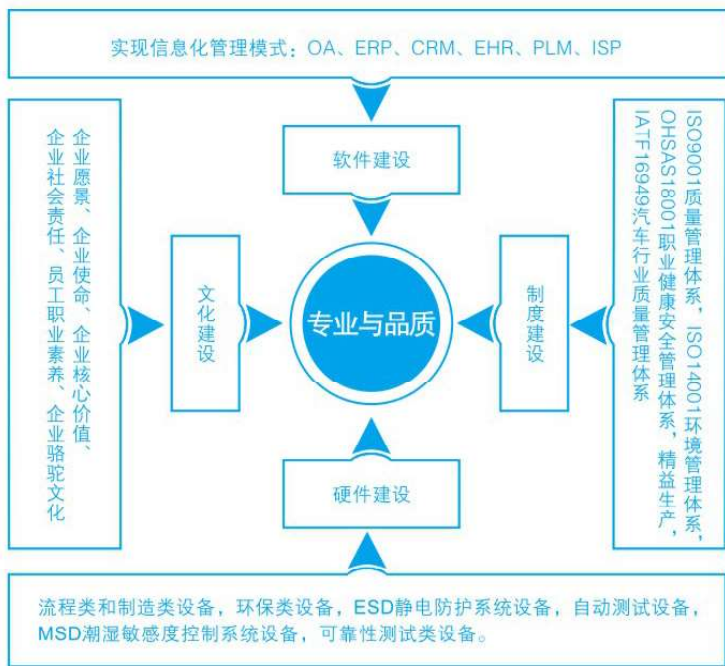 实现信息化管理模式：OA、ERP、CRM、EHR、PLM、ISP
软件建设
企业愿景、企业使命、企业核心价值、
企业社会责任、员工职业素养、企业骆驼文化
文化建设
专业与品质
制度建设
ISO9001质量管理体系，ISO14001环境管理体系，
OHSAS18001职业健康安全管理体系，精益生产，
IATF16949汽车行业质量管理体系
硬件建设
流程类和制造类设备，环保类设备，ESD静电防护系统设备，自动测试设备，
MSD潮湿敏感度控制系统设备，可靠性测试类设备。